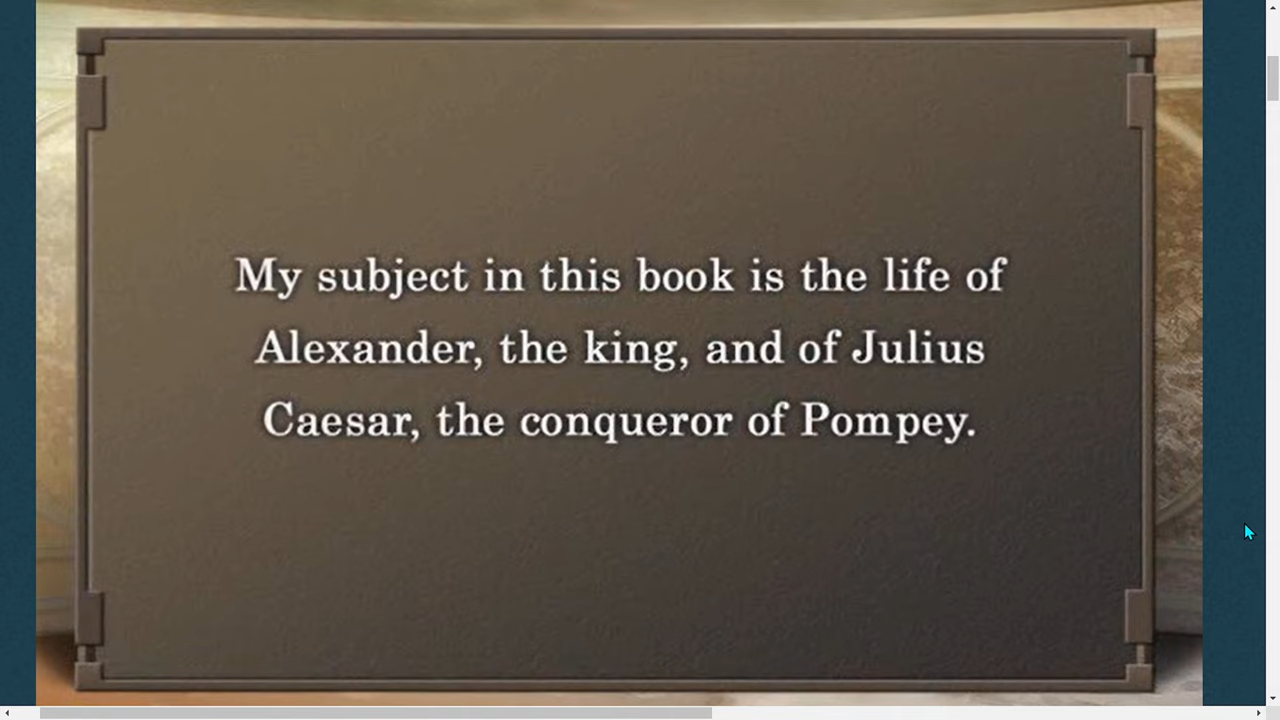 My subject in this book is the life of
Alexander, the king, and of Julius
Caesar, the conqueror of Pompey.